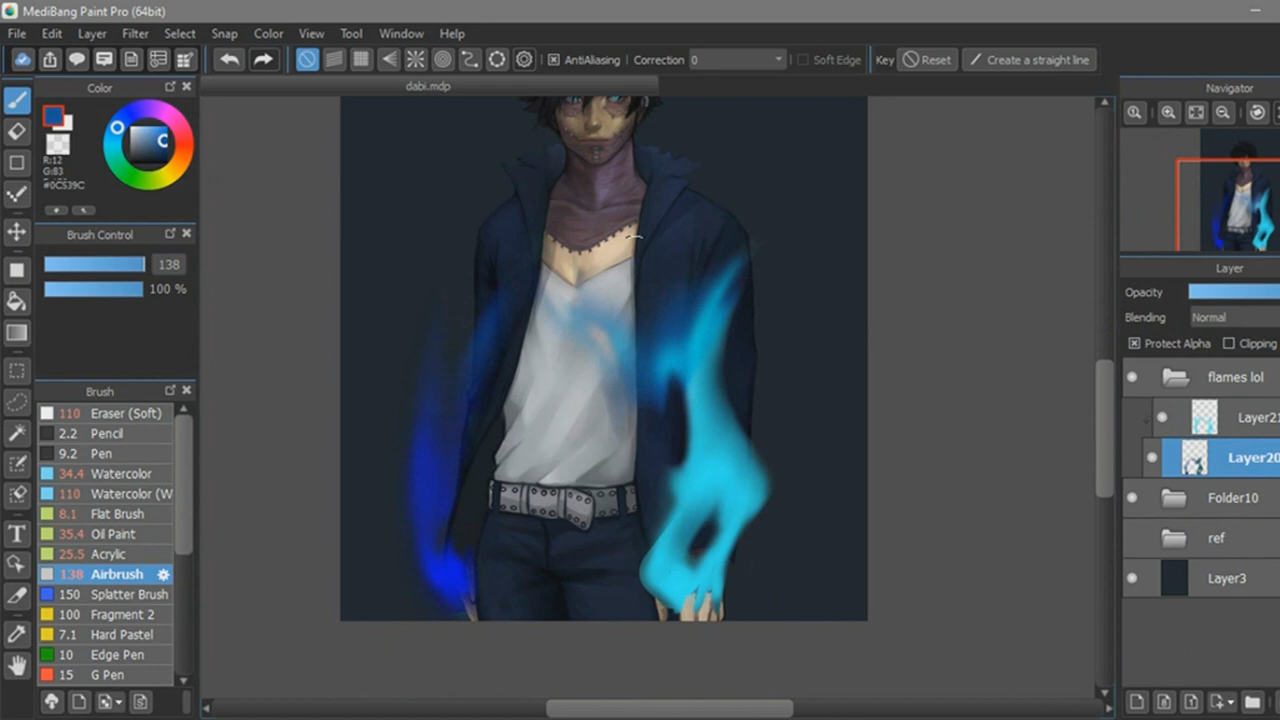 MediBang Paint Pro (64bit)
File Edit Layer Filter Select Snap Color View Tool Window Help
AntiAliasing Correction 0 Soft Edge Key Reset Create a straight line
Color
dabi.mdp
Navigator
R:12
G:83
#0C539C
Brush Control
138
100 %
Layer
Opacity
Blending Normal
Protect Alpha Clipping
flames lol
Layer21
Layer20
Folder10
ref
Layer3
Brush
110 Eraser (Soft)
2.2 Pencil
9.2 Pen
34.4 Watercolor
110 Watercolor (W
8.1 Flat Brush
35.4 Oil Paint
25.5 Acrylic
138 Airbrush
150 Splatter Brush
100 Fragment 2
7.1 Hard Pastel
10 Edge Pen
15 G Pen